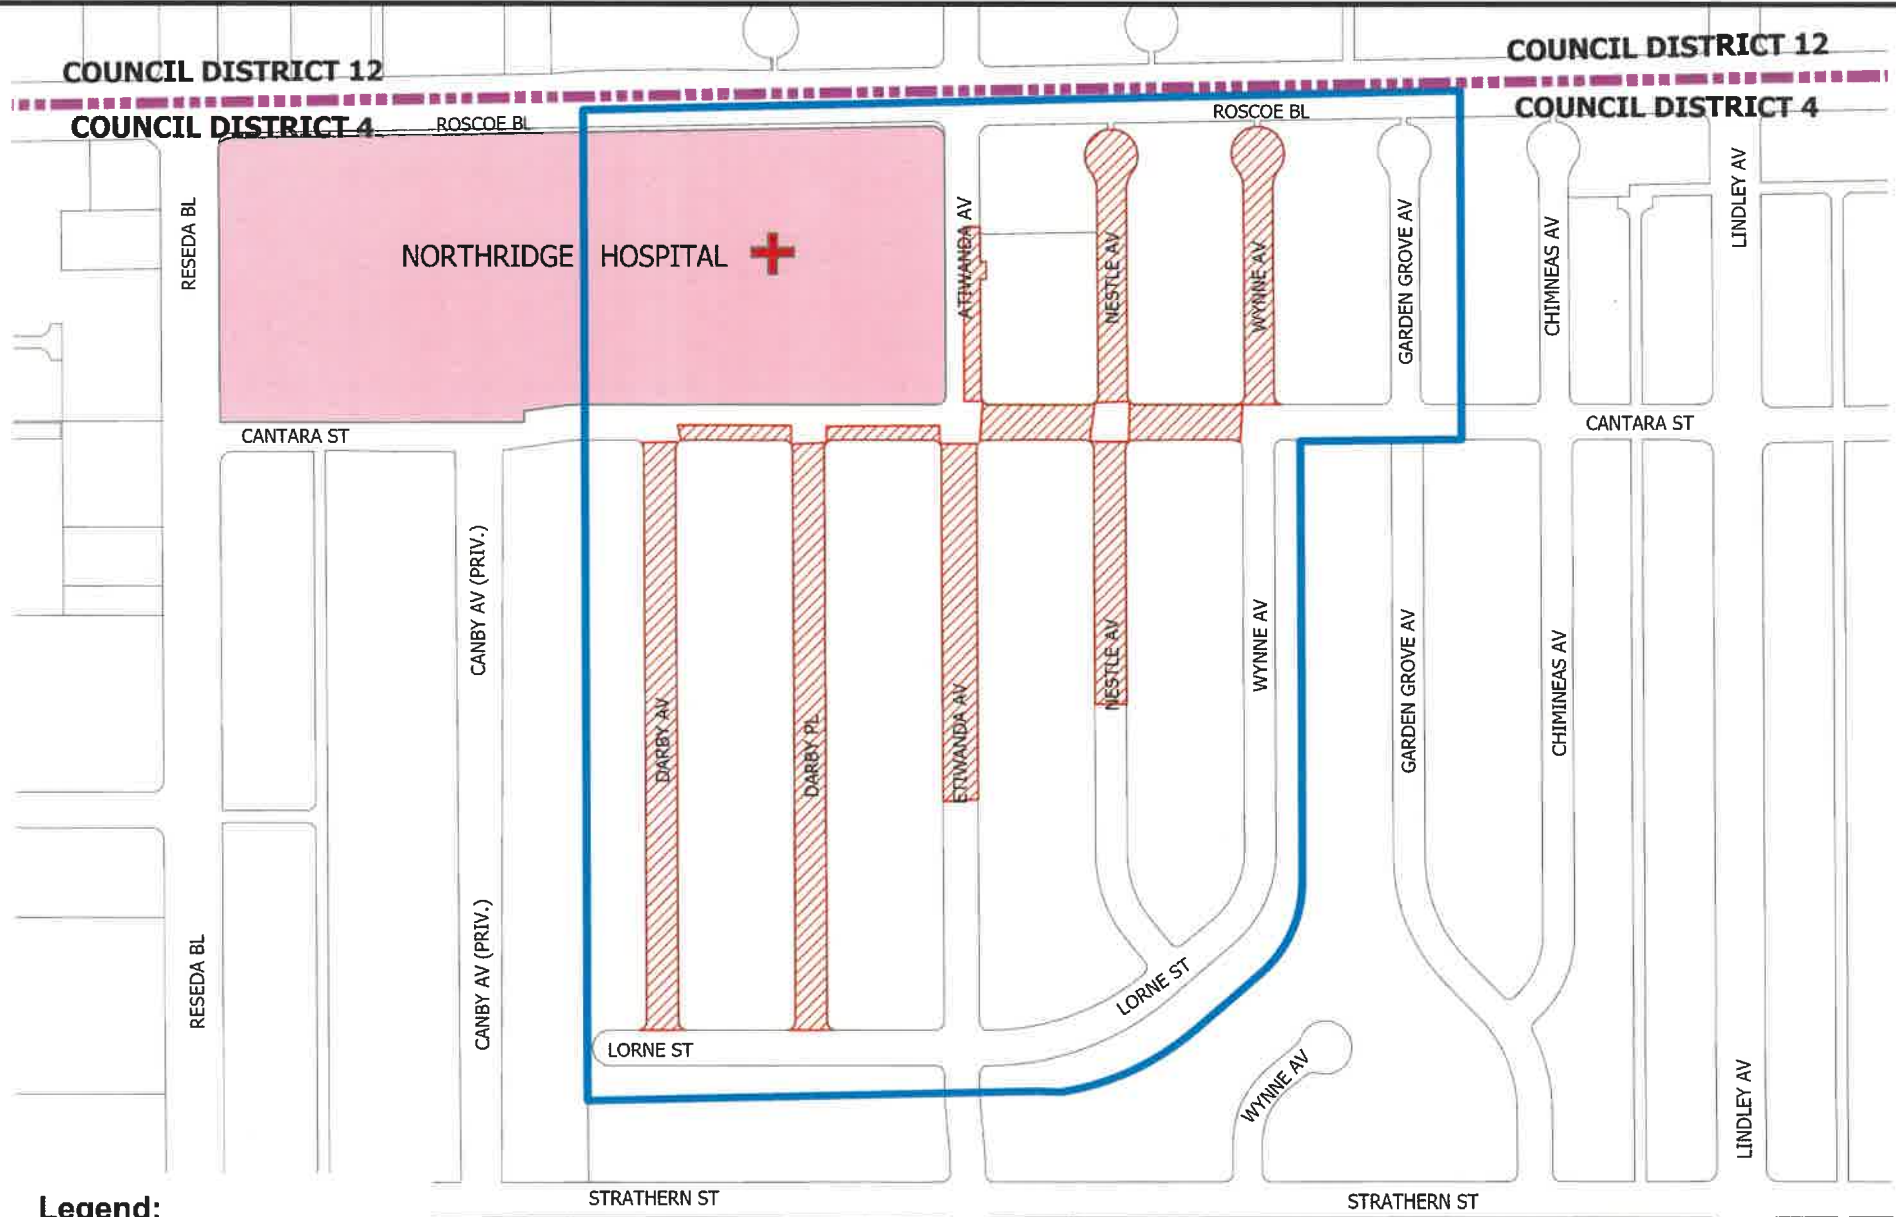 COUNCIL DISTRICT 12
COUNCIL DISTRICT 12
COUNCIL DISTRICT 4
ROSCOE BL
ROSCOE BL
COUNCIL DISTRICT 4
RESEDA BL
NORTHRIDGE HOSPITAL
ATIWANDA AV
NESTLE AV
WYNNE AV
GARDEN GROVE AV
CHIMNEAS AV
LINDLEY AV
CANTARA ST
CANTARA ST
CANBY AV (PRIV.)
DARBY AV
DARBY PL
ETIWANDA AV
NESTLE AV
WYNNE AV
GARDEN GROVE AV
CHIMINEAS AV
RESEDA BL
CANBY AV (PRIV.)
LORNE ST
LORNE ST
WYNNE AV
LINDLEY AV
STRATHERN ST
STRATHERN ST
Legend: